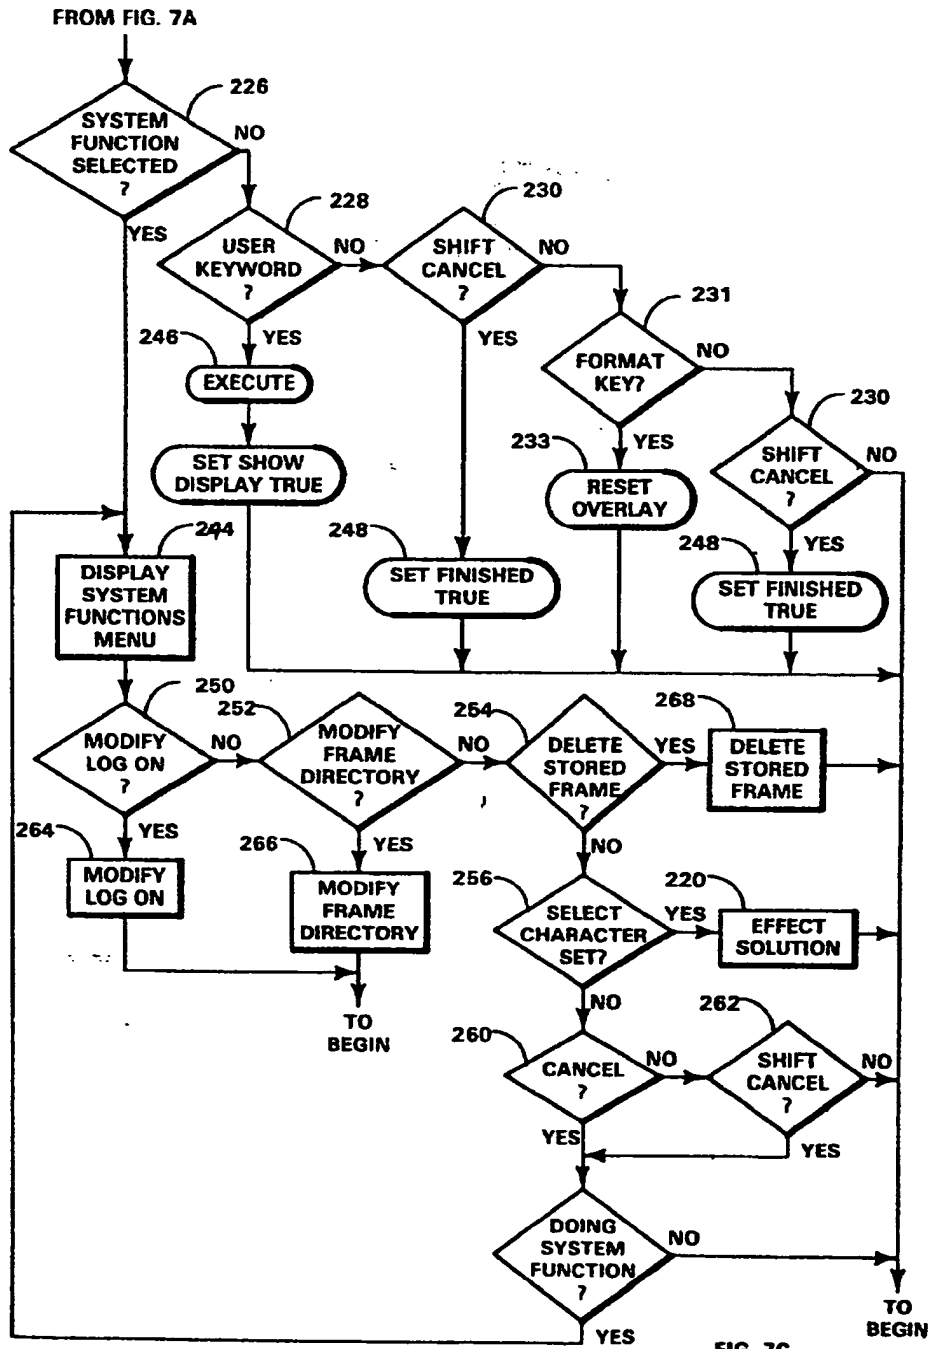 FROM FIG. 7A
226
SYSTEM
FUNCTION
SELECTED
?
NO
YES
228
USER
KEYWORD
?
NO
YES
230
SHIFT
CANCEL
?
NO
YES
231
FORMAT
KEY?
NO
YES
230
SHIFT
CANCEL
?
NO
YES
246
EXECUTE
SET SHOW
DISPLAY TRUE
233
RESET
OVERLAY
248
SET FINISHED
TRUE
248
SET FINISHED
TRUE
244
DISPLAY
SYSTEM
FUNCTIONS
MENU
250
MODIFY
LOG ON
?
NO
YES
252
MODIFY
FRAME
DIRECTORY
?
NO
YES
254
DELETE
STORED
FRAME
?
YES
NO
268
DELETE
STORED
FRAME
264
MODIFY
LOG ON
266
MODIFY
FRAME
DIRECTORY
TO
BEGIN
256
SELECT
CHARACTER
SET?
YES
NO
220
EFFECT
SOLUTION
260
CANCEL
?
NO
YES
262
SHIFT
CANCEL
?
NO
YES
DOING
SYSTEM
FUNCTION
?
NO
YES
TO
BEGIN